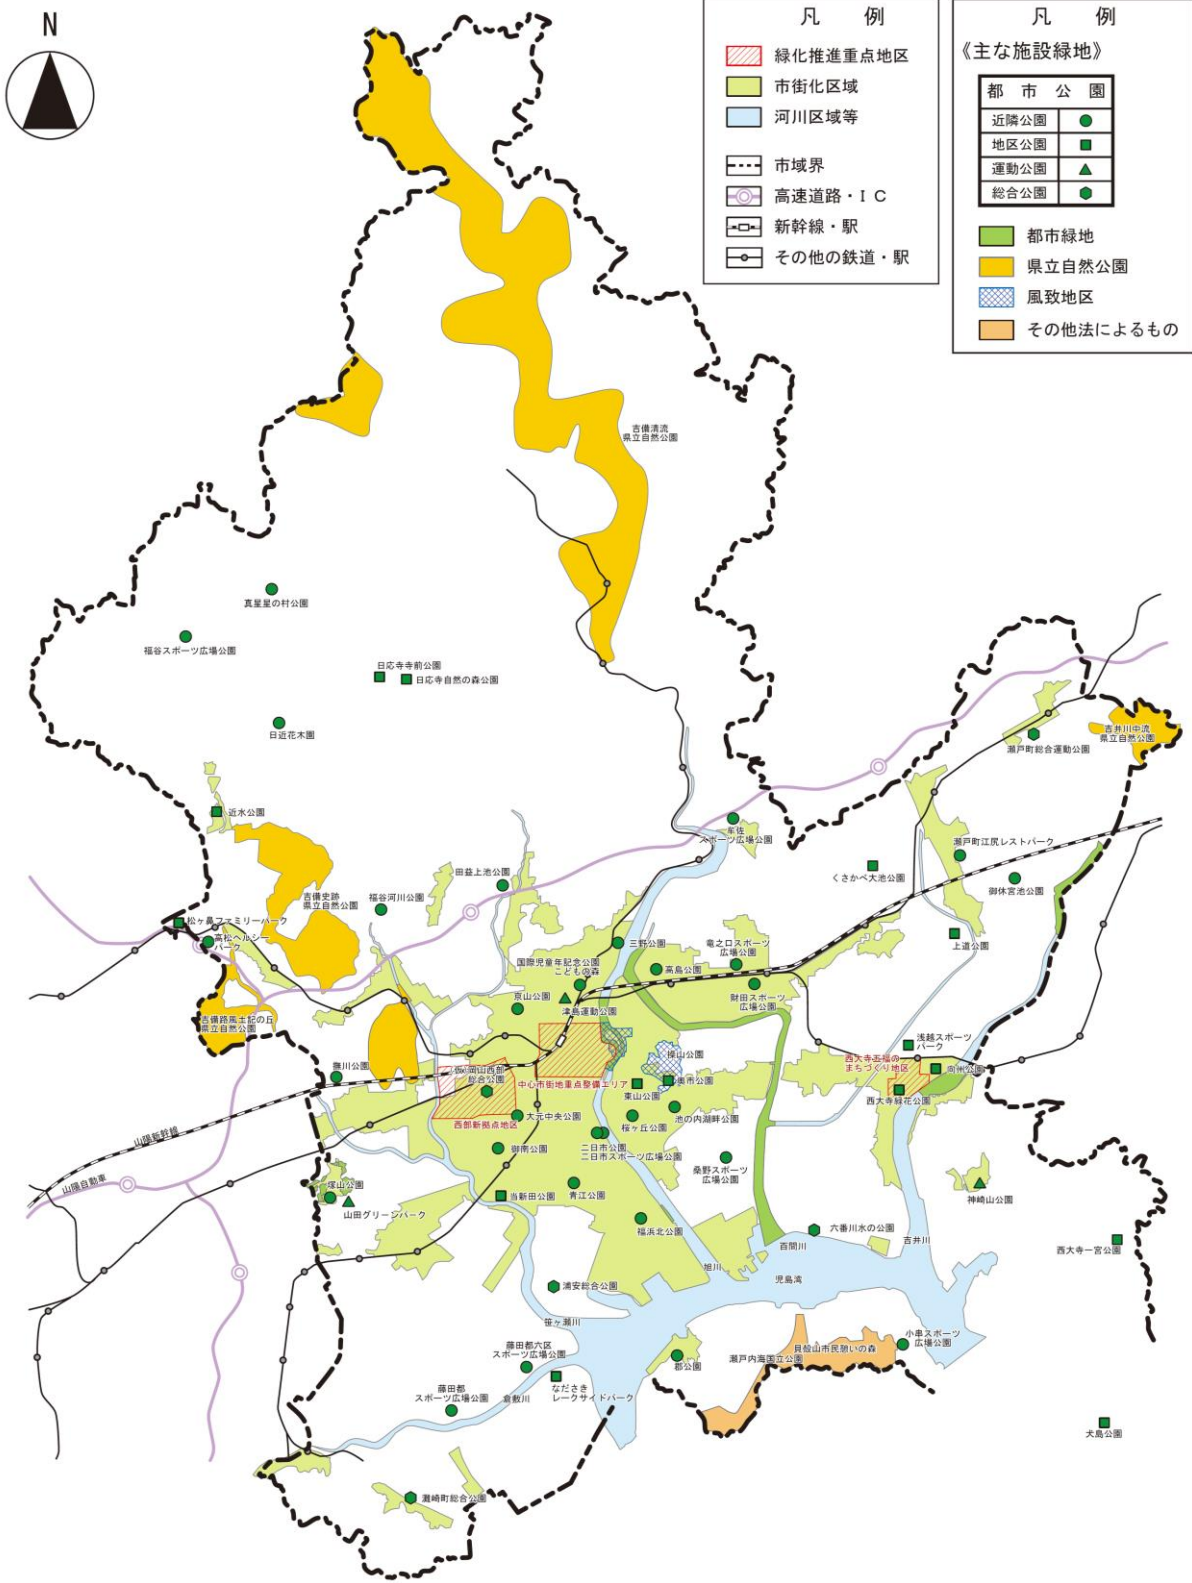 N
凡 例
緑化推進重点地区
市街化区域
河川区域等
市域界
高速道路・ＩＣ
新幹線・駅
その他の鉄道・駅
凡 例
《主な施設緑地》
都 市 公 園
近隣公園
地区公園
運動公園
総合公園
都市緑地
県立自然公園
風致地区
その他法によるもの
吉備清流
県立自然公園
真星星の村公園
福谷スポーツ広場公園
日応寺寺前公園
日応寺自然の森公園
日近花木園
吉井川中流
県立自然公園
瀬戸町総合運動公園
近水公園
牟佐
スポーツ広場公園
瀬戸町江尻レストパーク
くさかべ大池公園
御休宮池公園
田益上池公園
吉備史跡
県立自然公園
福谷河川公園
松ヶ鼻ファミリーパーク
高松ヘルシー
パーク
上道公園
三野公園
竜之口スポーツ
広場公園
国際児童年記念公園
こどもの森
高島公園
京山公園
津島運動公園
財田スポーツ
広場公園
吉備路風土記の丘
県立自然公園
浅越スポーツ
パーク
操山公園
西大寺五福の
まちづくり地区
向州公園
撫川公園
岡山西部
総合公園
中心市街地重点整備エリア
奥市公園
東山公園
西大寺緑花公園
大元中央公園
池の内湖畔公園
西部新拠点地区
桜ヶ丘公園
山陽新幹線
御南公園
二日市公園
二日市スポーツ広場公園
桑野スポーツ
広場公園
山陽自動車
塚山公園
青江公園
当新田公園
神崎山公園
山田グリーンパーク
福浜北公園
六番川水の公園
吉井川
百間川
西大寺一宮公園
旭川
児島湾
浦安総合公園
笹ヶ瀬川
小串スポーツ
広場公園
貝殻山市民憩いの森
瀬戸内海国立公園
藤田都六区
スポーツ広場公園
郡公園
なださき
レークサイドパーク
藤田都
スポーツ広場公園
倉敷川
犬島公園
灘崎町総合公園